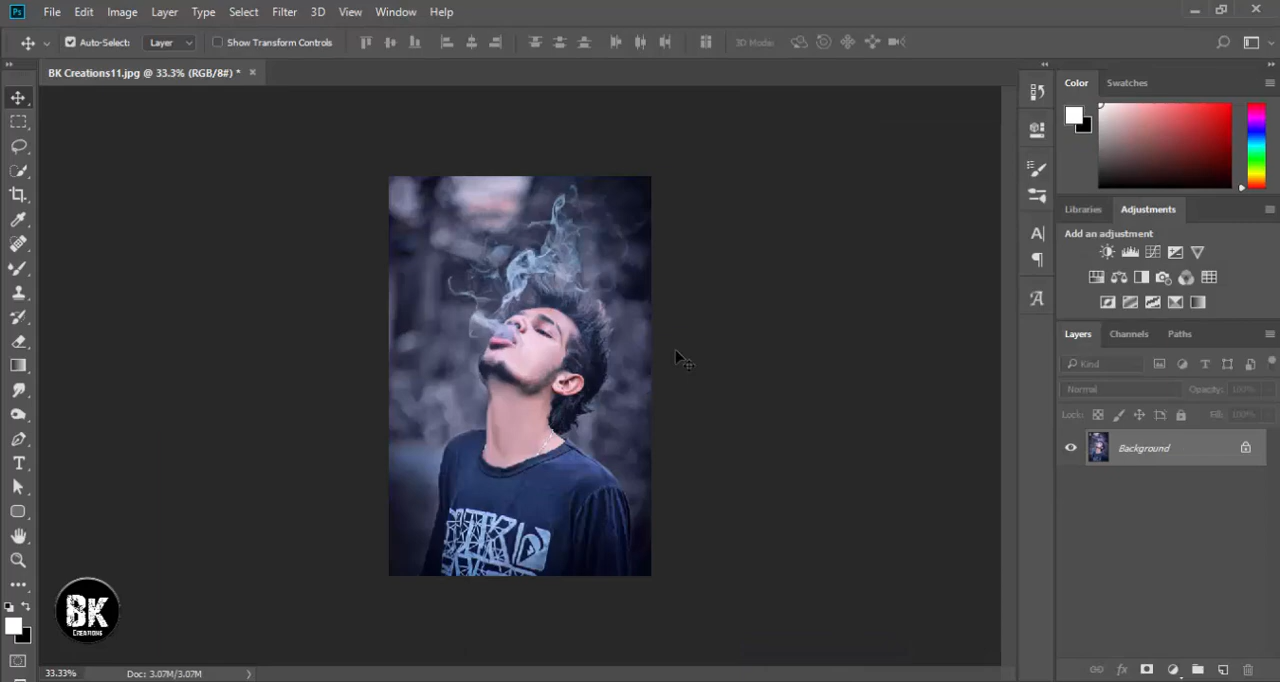 Ps File Edit Image Layer Type Select Filter 3D View Window Help
Auto-Select: Layer Show Transform Controls 3D Mode:
BK Creations11.jpg @ 33.3% (RGB/8#) * ×
Color Swatches
Libraries Adjustments
Add an adjustment
Layers Channels Paths
Kind
Normal Opacity: 100%
Lock: Fill: 100%
Background
BK
CREATIONS
33.33% Doc: 3.07M/3.07M